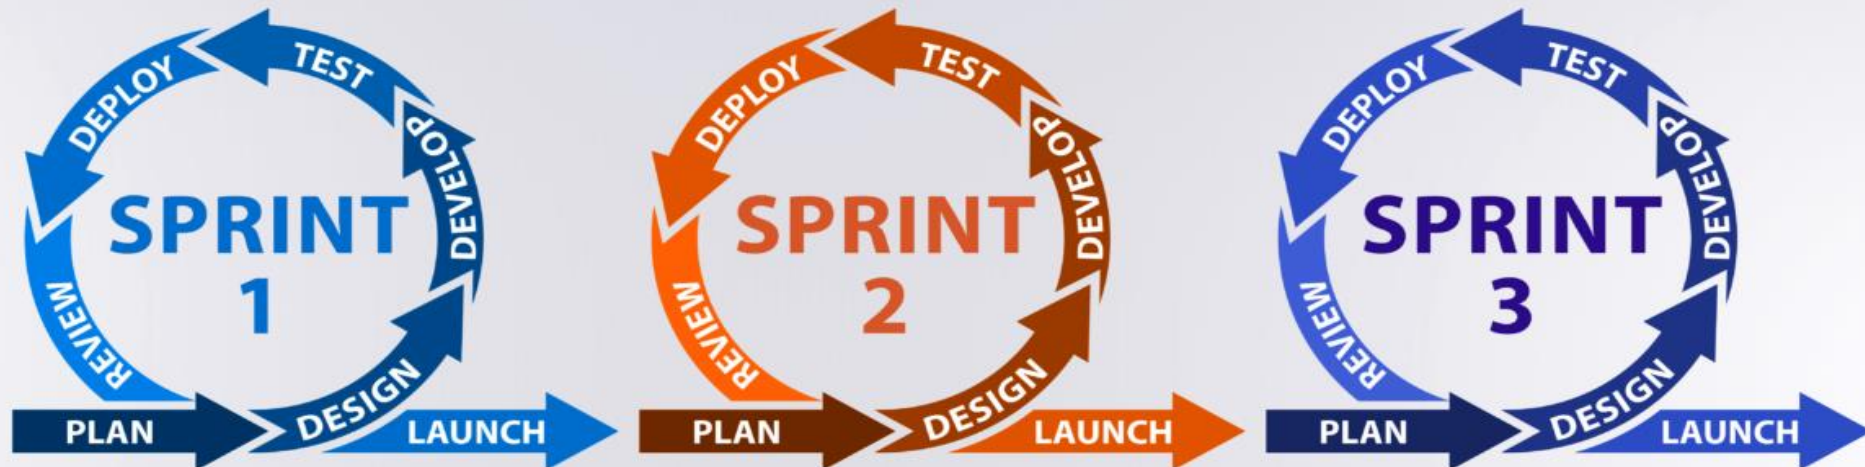 SPRINT
1
PLAN
DESIGN
DEVELOP
TEST
DEPLOY
REVIEW
LAUNCH
SPRINT
2
PLAN
DESIGN
DEVELOP
TEST
DEPLOY
REVIEW
LAUNCH
SPRINT
3
PLAN
DESIGN
DEVELOP
TEST
DEPLOY
REVIEW
LAUNCH